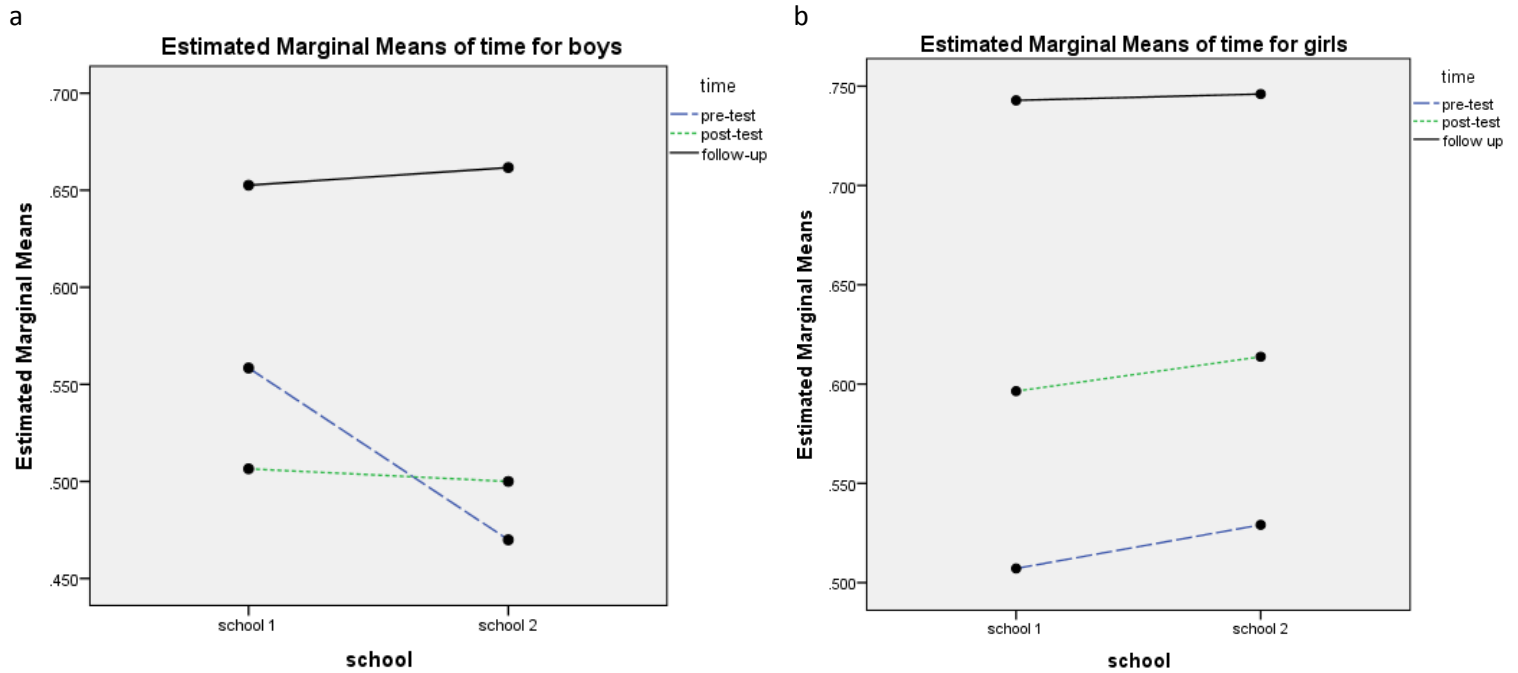 a
Estimated Marginal Means of time for boys
Estimated Marginal Means
.700
.650
.600
.550
.500
.450
school 1
school 2
school
time
pre-test
post-test
follow-up
b
Estimated Marginal Means of time for girls
Estimated Marginal Means
.750
.700
.650
.600
.550
.500
school 1
school 2
school
time
pre-test
post-test
follow up